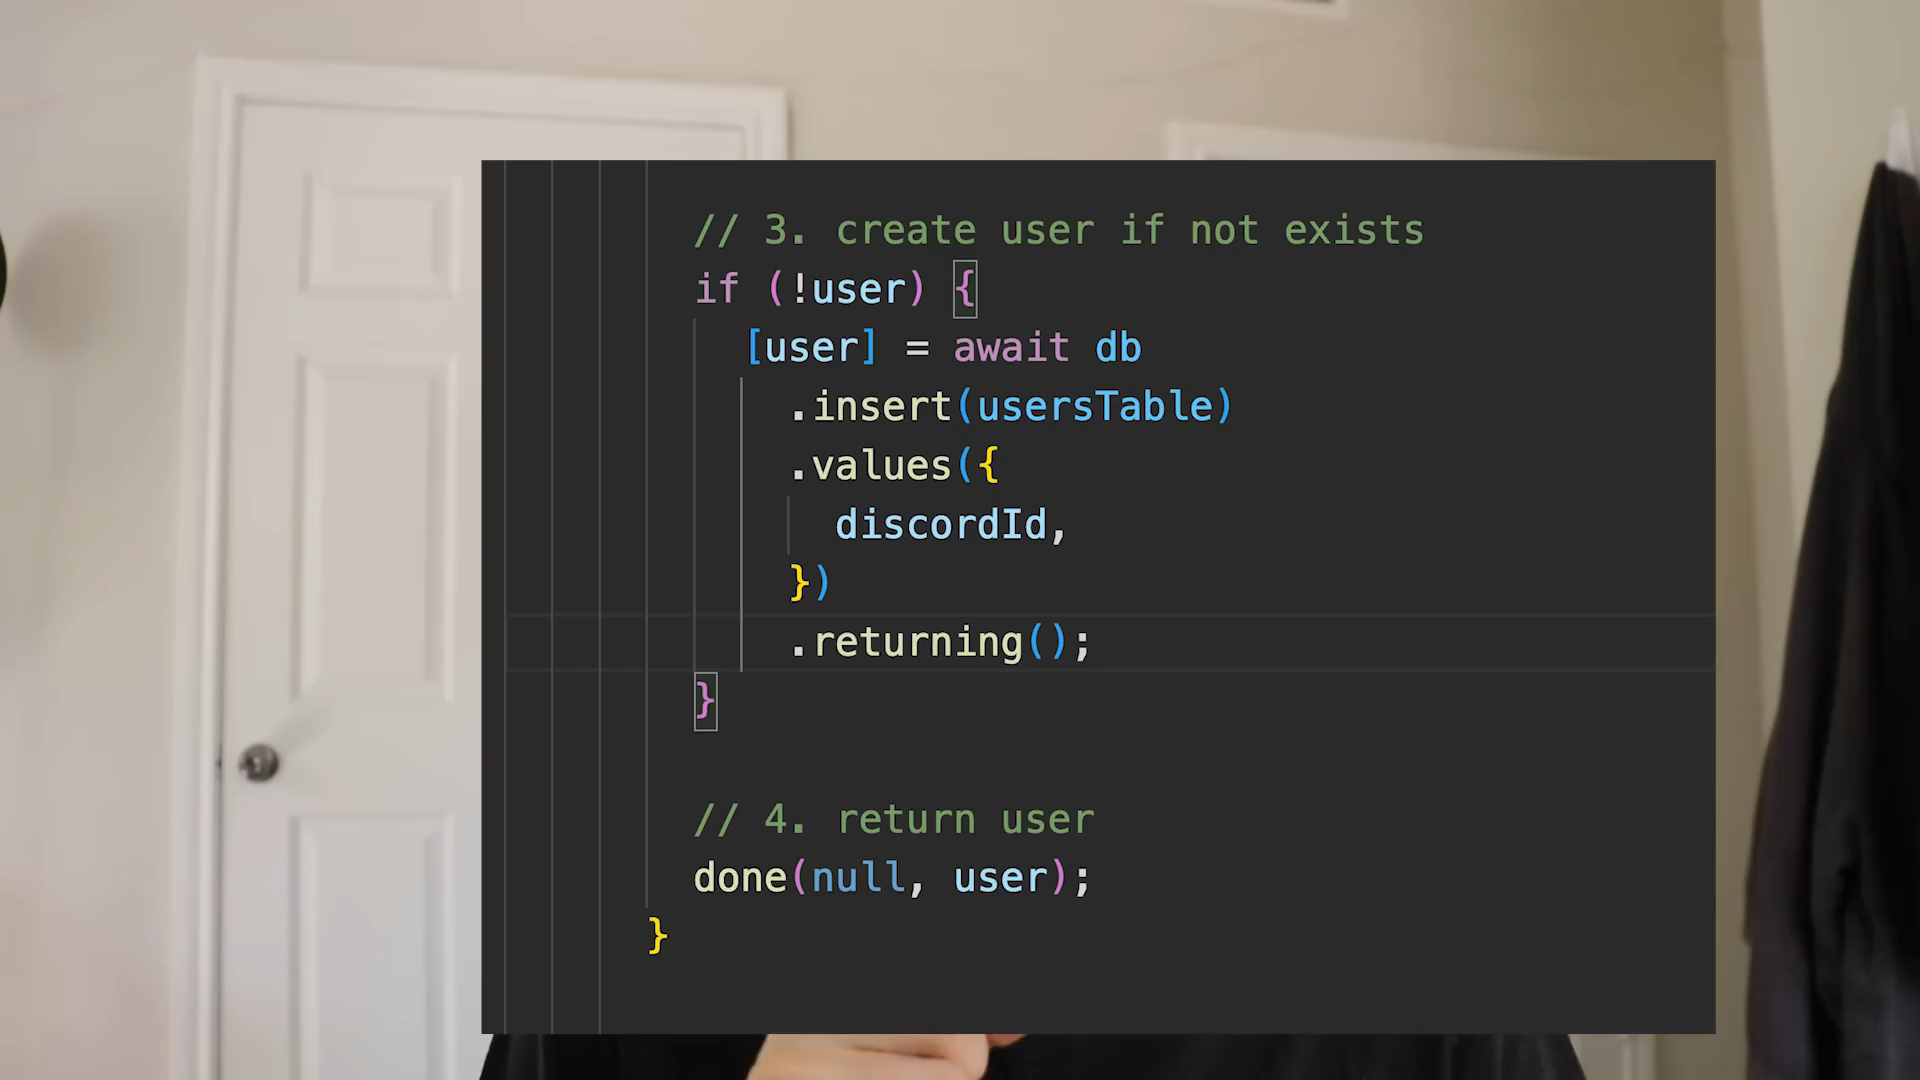 // 3. create user if not exists
if (!user) {
[user] = await db
.insert(usersTable)
.values({
discordId,
})
.returning();
}
// 4. return user
done(null, user);
}